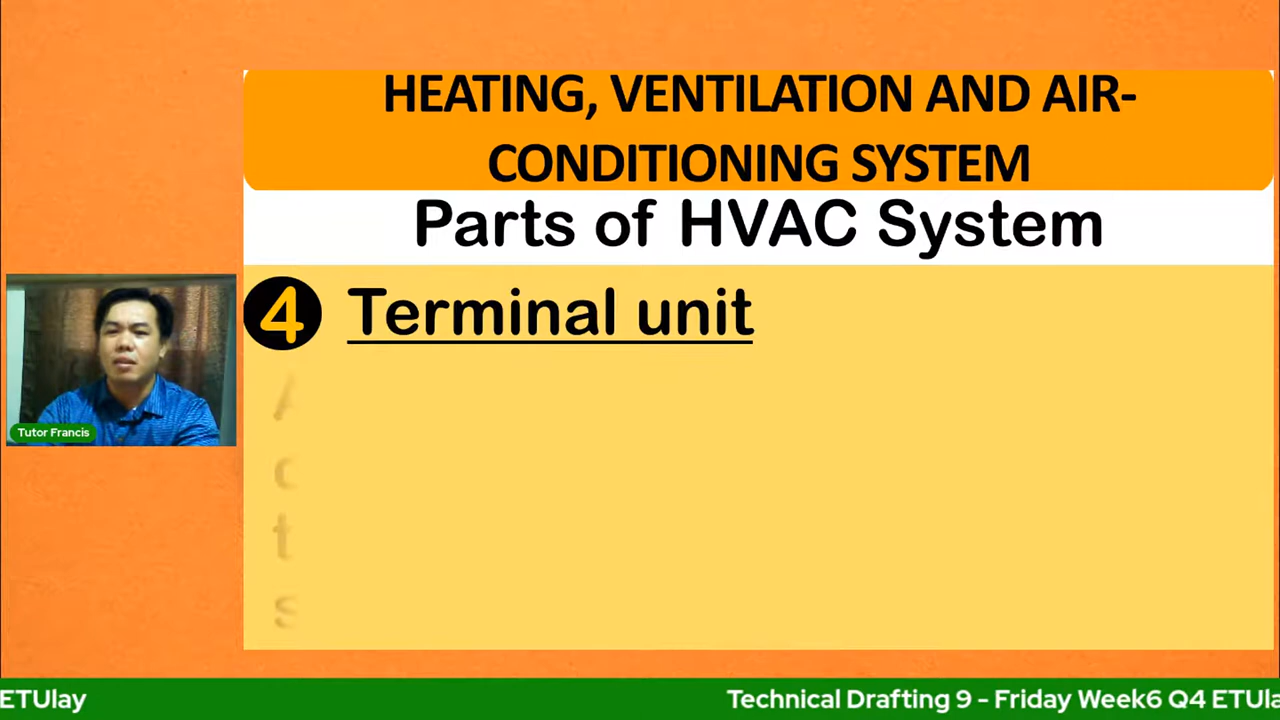 HEATING, VENTILATION AND AIR-
CONDITIONING SYSTEM
Parts of HVAC System
4 Terminal unit
A
c
t
s
Tutor Francis
ETUlay
Technical Drafting 9 - Friday Week6 Q4 ETUla